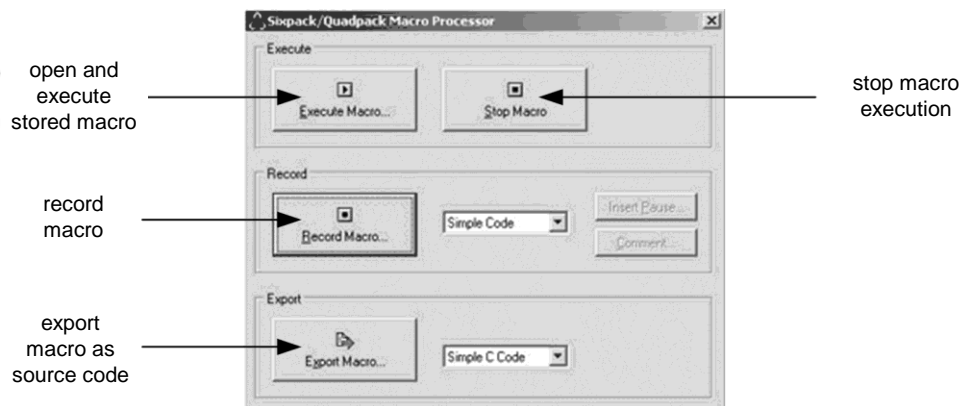 Sixpack/Quadpack Macro Processor
Execute
open and
execute
stored macro
Execute Macro...
Stop Macro
stop macro
execution
Record
record
macro
Record Macro...
Simple Code
Insert Pause...
Comment...
Export
export
macro as
source code
Export Macro...
Simple C Code